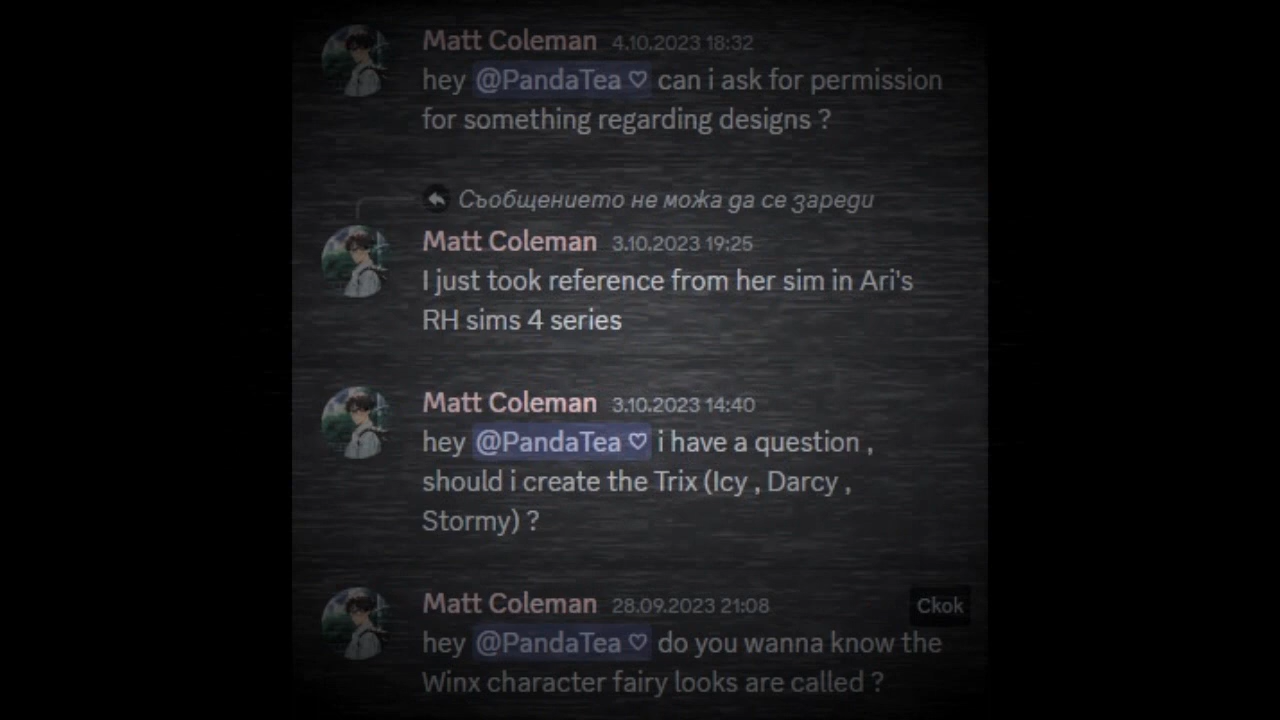 Matt Coleman 4.10.2023 18:32
hey @PandaTea ♡ can i ask for permission
for something regarding designs ?
Съобщението не можа да се зареди
Matt Coleman 3.10.2023 19:25
I just took reference from her sim in Ari's
RH sims 4 series
Matt Coleman 3.10.2023 14:40
hey @PandaTea ♡ i have a question ,
should i create the Trix (Icy , Darcy ,
Stormy) ?
Matt Coleman 28.09.2023 21:08 Скок
hey @PandaTea ♡ do you wanna know the
Winx character fairy looks are called ?